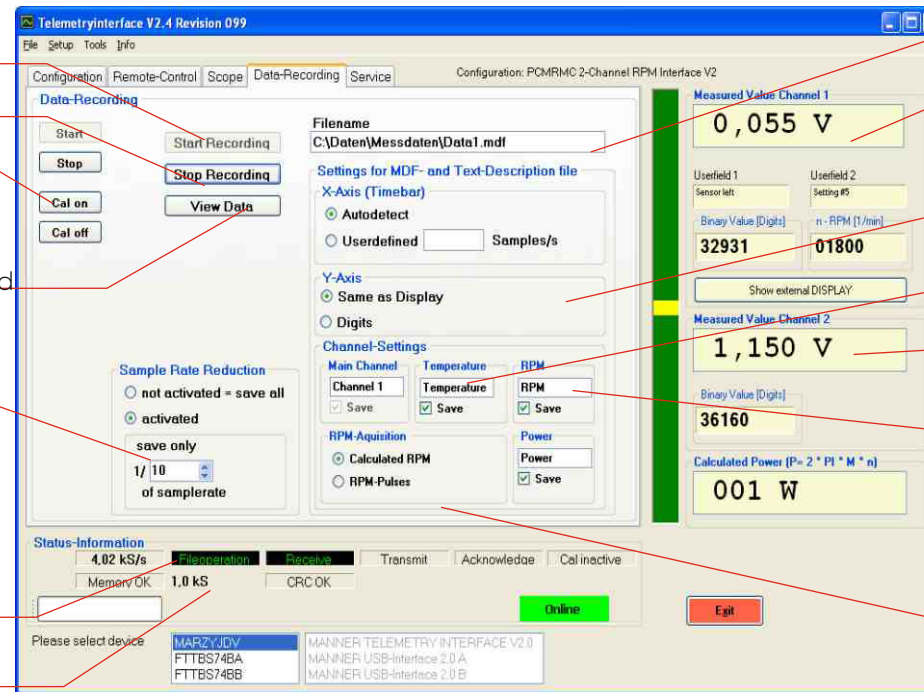 Telemetryinterface V2.4 Revision 099
File Setup Tools Info
Configuration Remote-Control Scope Data-Recording Service
Configuration: PCMRMC 2-Channel RPM Interface V2
Data-Recording
Start
Stop
Cal on
Cal off
Start Recording
Stop Recording
View Data
d
Filename
C:\Daten\Messdaten\Data1.mdf
Settings for MDF- and Text-Description file
X-Axis (Timebar)
Autodetect
Userdefined Samples/s
Y-Axis
Same as Display
Digits
Channel-Settings
Main Channel Temperature RPM
Channel 1 Temperature RPM
Save Save Save
RPM-Aquisition Power
Calculated RPM Power
RPM-Pulses Save
Sample Rate Reduction
not activated = save all
activated
save only
1/ 10
of samplerate
Measured Value Channel 1
0,055 V
Userfield 1 Userfield 2
Sensor left Setting #5
Binary Value [Digits] n - RPM [1/min]
32931 01800
Show external DISPLAY
Measured Value Channel 2
1,150 V
Binary Value [Digits]
36160
Calculated Power (P= 2 * PI * M * n)
001 W
Status-Information
4,02 kS/s Fileoperation Receive Transmit Acknowledge Cal inactive
Memory OK 1,0 kS CRC OK
Online
Exit
Please select device
MARZYJDV MANNER TELEMETRY INTERFACE V2.0
FTTBS74BA MANNER USB-Interface 2.0 A
FTTBS74BB MANNER USB-Interface 2.0 B